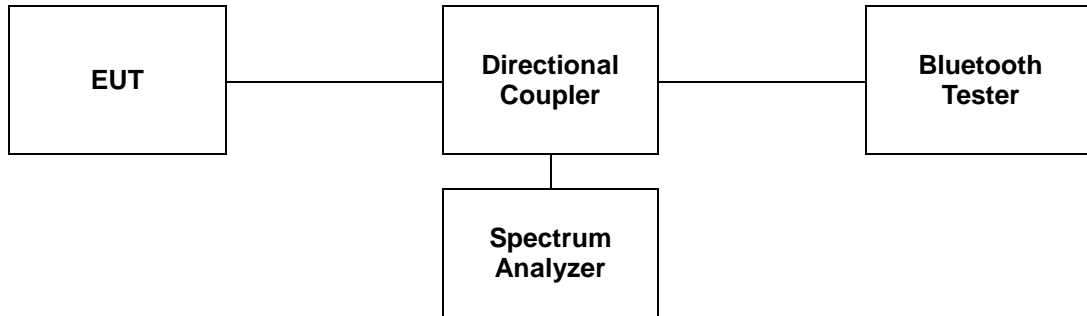 EUT
Directional
Coupler
Bluetooth
Tester
Spectrum
Analyzer